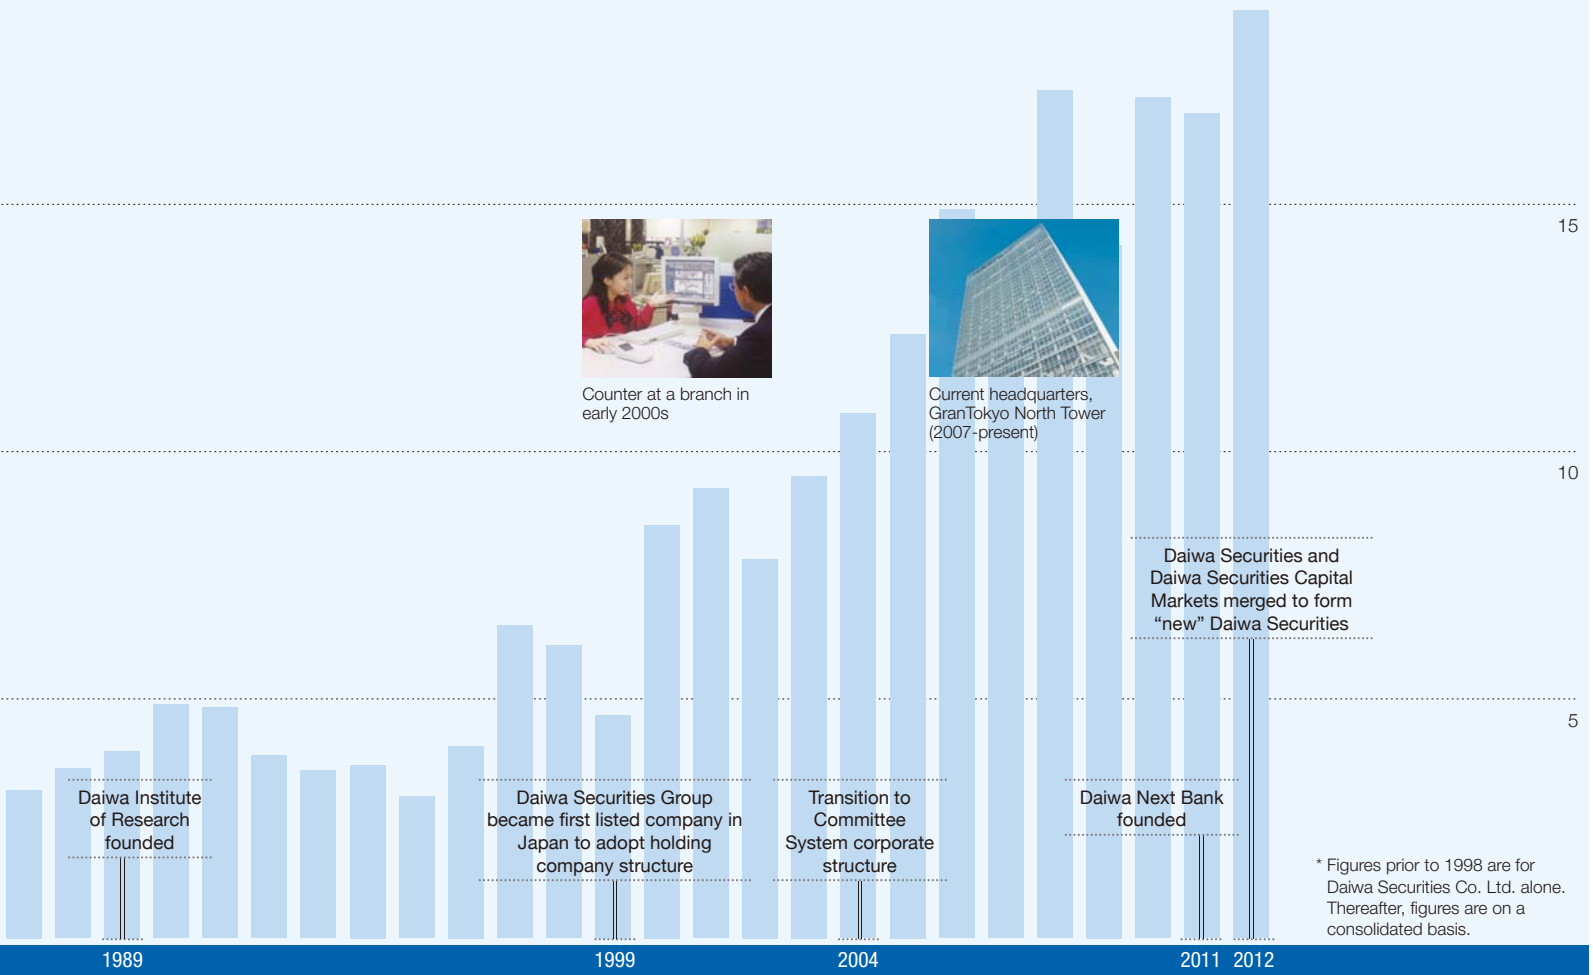 15
Counter at a branch in
early 2000s
Current headquarters,
GranTokyo North Tower
(2007-present)
10
Daiwa Securities and
Daiwa Securities Capital
Markets merged to form
“new” Daiwa Securities
5
Daiwa Institute
of Research
founded
Daiwa Securities Group
became first listed company in
Japan to adopt holding
company structure
Transition to
Committee
System corporate
structure
Daiwa Next Bank
founded
* Figures prior to 1998 are for
Daiwa Securities Co. Ltd. alone.
Thereafter, figures are on a
consolidated basis.
1989
1999
2004
2011
2012